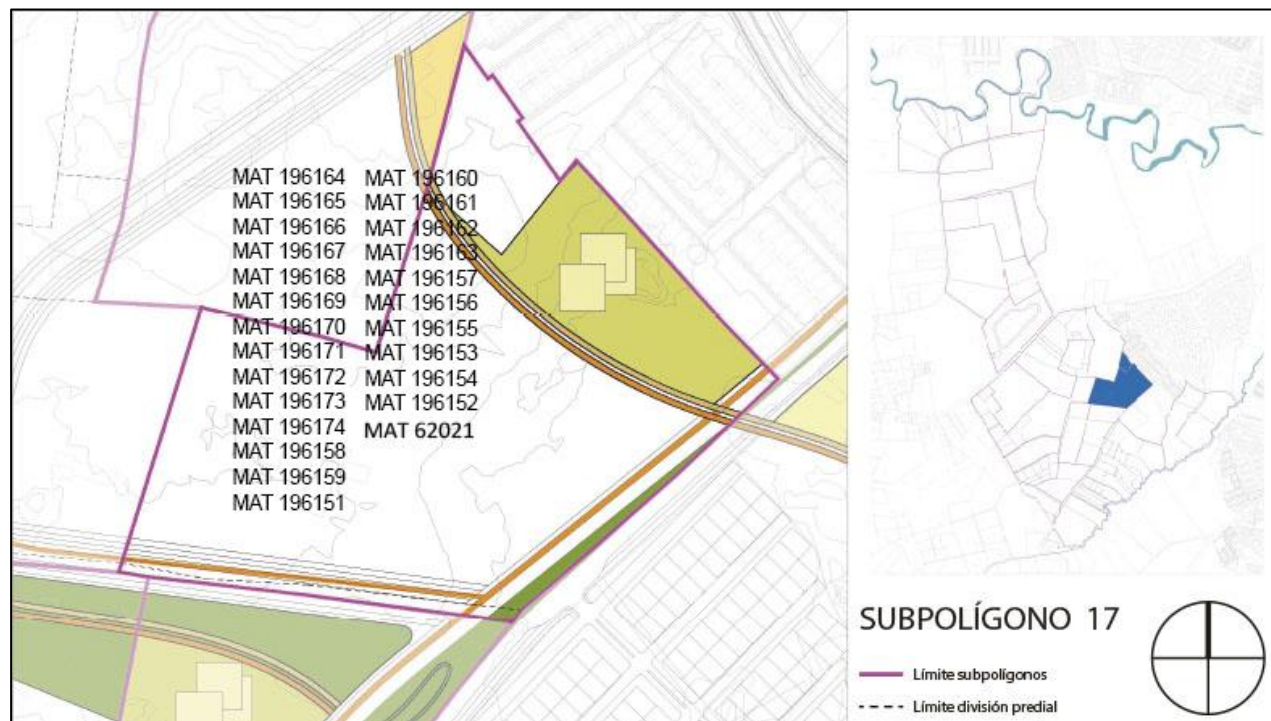 MAT 196164 MAT 196160
MAT 196165 MAT 196161
MAT 196166 MAT 196162
MAT 196167 MAT 196163
MAT 196168 MAT 196157
MAT 196169 MAT 196156
MAT 196170 MAT 196155
MAT 196171 MAT 196153
MAT 196172 MAT 196154
MAT 196173 MAT 196152
MAT 196174 MAT 62021
MAT 196158
MAT 196159
MAT 196151
SUBPOLÍGONO 17
Límite subpolígonos
Límite división predial